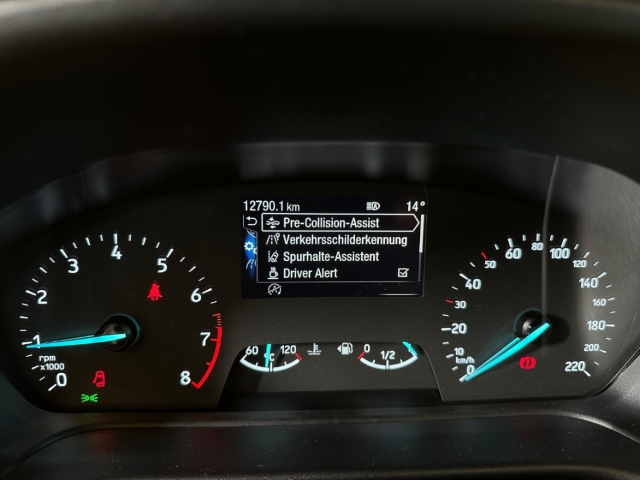 12790.1 km 14°
Pre-Collision-Assist
Verkehrsschilderkennung
Spurhalte-Assistent
Driver Alert
0 1 2 3 4 5 6 7 8
rpm
x1000
60 °C 120
0 1/2
0 10 20 30 40 50 60 80 100 120 140 160 180 200 220
km/h